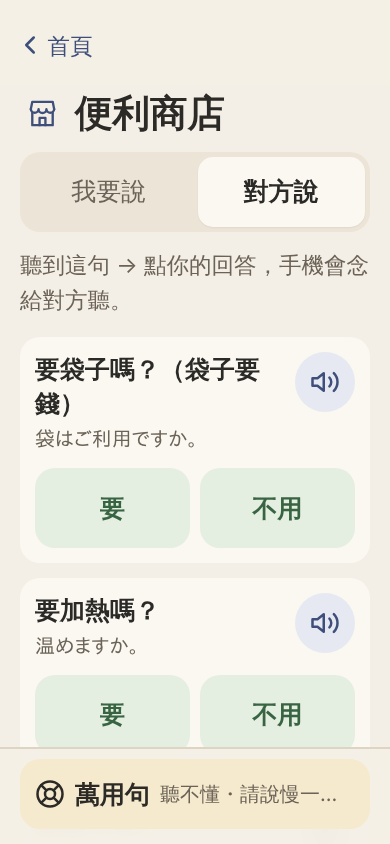 首頁
便利商店
我要說
對方說
聽到這句 → 點你的回答，手機會念
給對方聽。
要袋子嗎？（袋子要
錢）
袋はご利用ですか。
要
不用
要加熱嗎？
温めますか。
要
不用
萬用句 聽不懂・請說慢一...